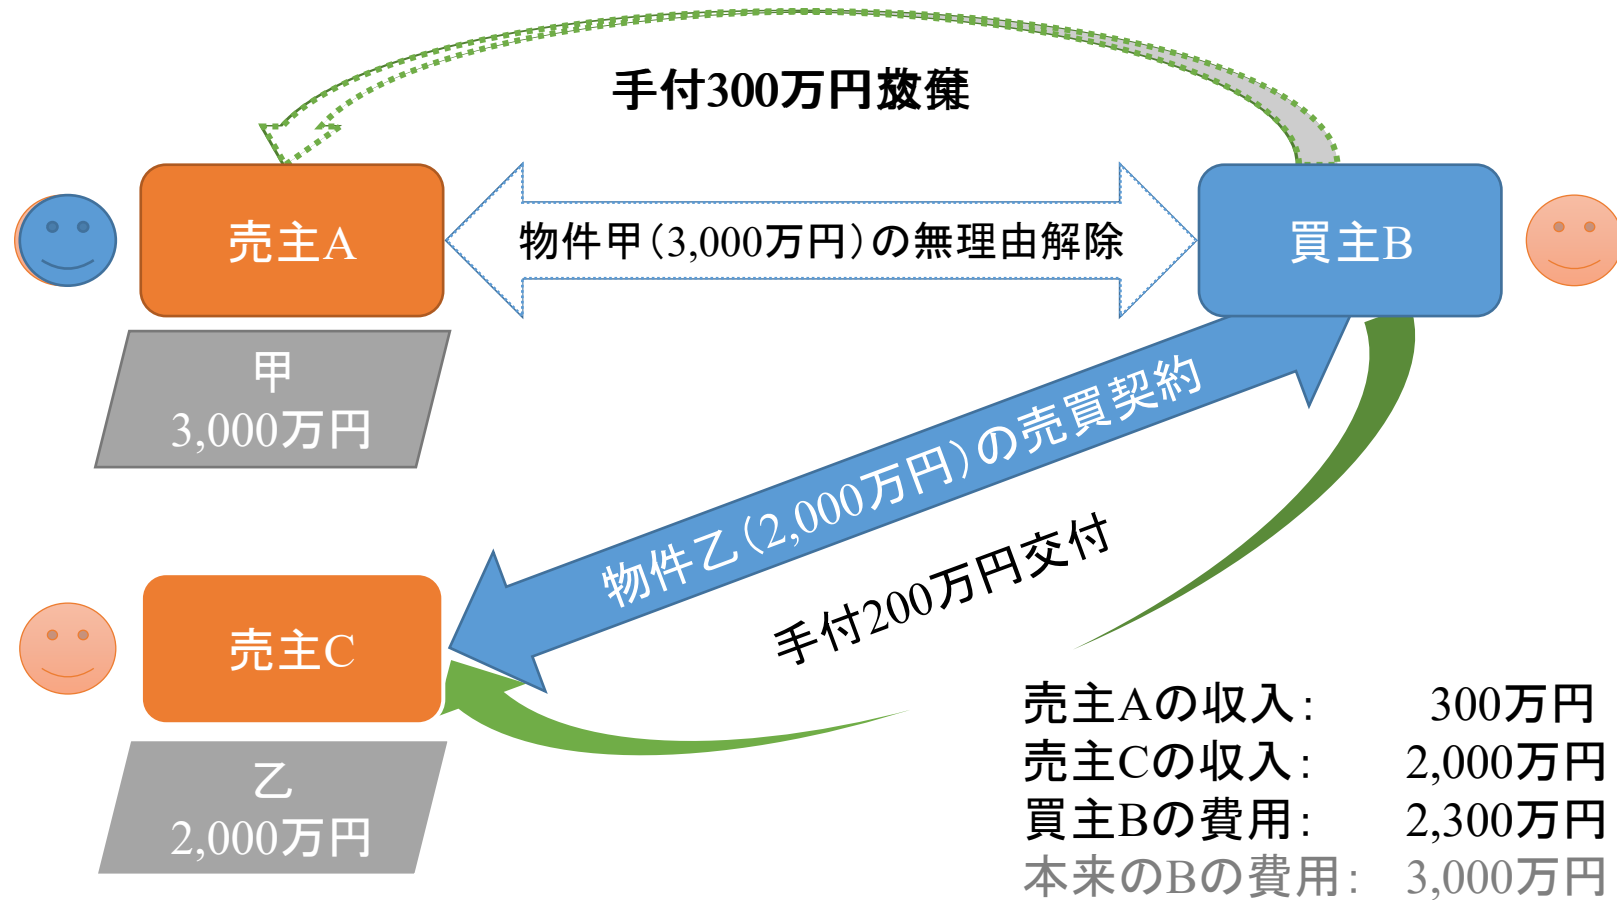 手付300万円放棄
売主A
物件甲（3,000万円）の無理由解除
買主B
甲
3,000万円
物件乙（2,000万円）の売買契約
手付200万円交付
売主C
乙
2,000万円
売主Aの収入： 300万円
売主Cの収入： 2,000万円
買主Bの費用： 2,300万円
本来のBの費用： 3,000万円